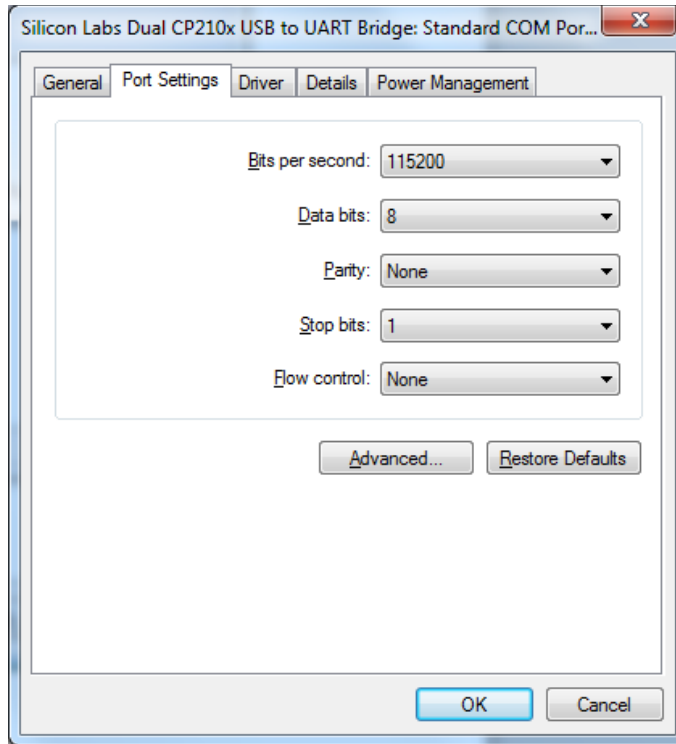 Silicon Labs Dual CP210x USB to UART Bridge: Standard COM Por...
General Port Settings Driver Details Power Management
Bits per second: 115200
Data bits: 8
Parity: None
Stop bits: 1
Flow control: None
Advanced... Restore Defaults
OK Cancel